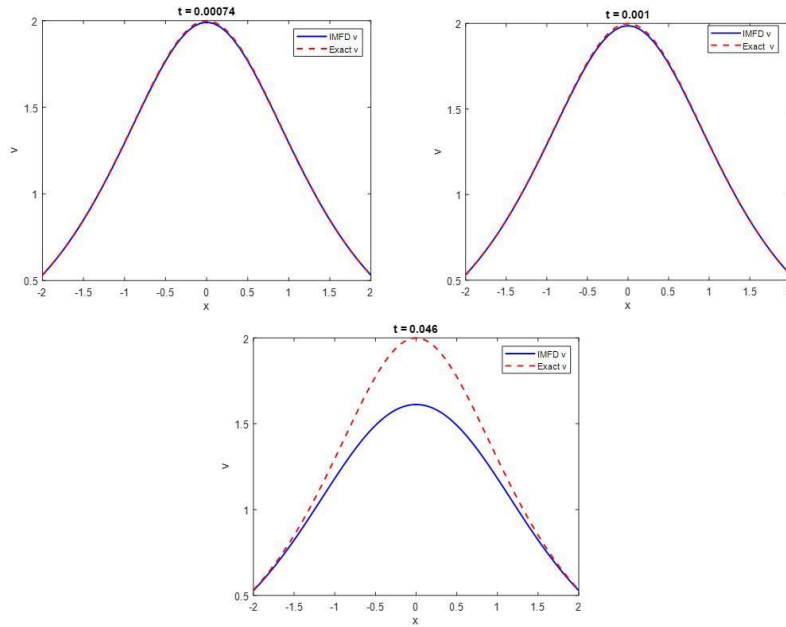 t = 0.00074
IMFD v
Exact v
2
1.5
1
0.5
v
-2 -1.5 -1 -0.5 0 0.5 1 1.5 2
x
t = 0.001
IMFD v
Exact v
2
1.5
1
0.5
v
-2 -1.5 -1 -0.5 0 0.5 1 1.5
x
t = 0.046
IMFD v
Exact v
2
1.5
1
0.5
v
-2 -1.5 -1 -0.5 0 0.5 1 1.5 2
x